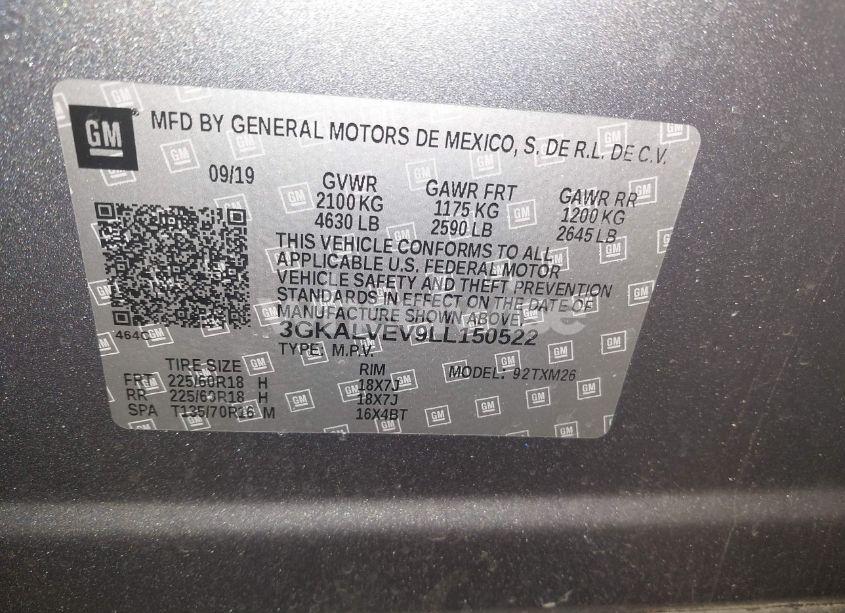 GM
MFD BY GENERAL MOTORS DE MEXICO, S. DE R.L. DE C.V.
09/19 GVWR GAWR FRT GAWR RR
2100 KG 1175 KG 1200 KG
4630 LB 2590 LB 2645 LB
THIS VEHICLE CONFORMS TO ALL
APPLICABLE U.S. FEDERAL MOTOR
VEHICLE SAFETY AND THEFT PREVENTION
STANDARDS IN EFFECT ON THE DATE OF
MANUFACTURE SHOWN ABOVE
3GKALVEV9LL150522
464C
TYPE: M.P.V.
TIRE SIZE RIM MODEL: 92TXM26
FRT 225/60R18 H 18X7J
RR 225/60R18 H 18X7J
SPA T135/70R16 M 16X4BT